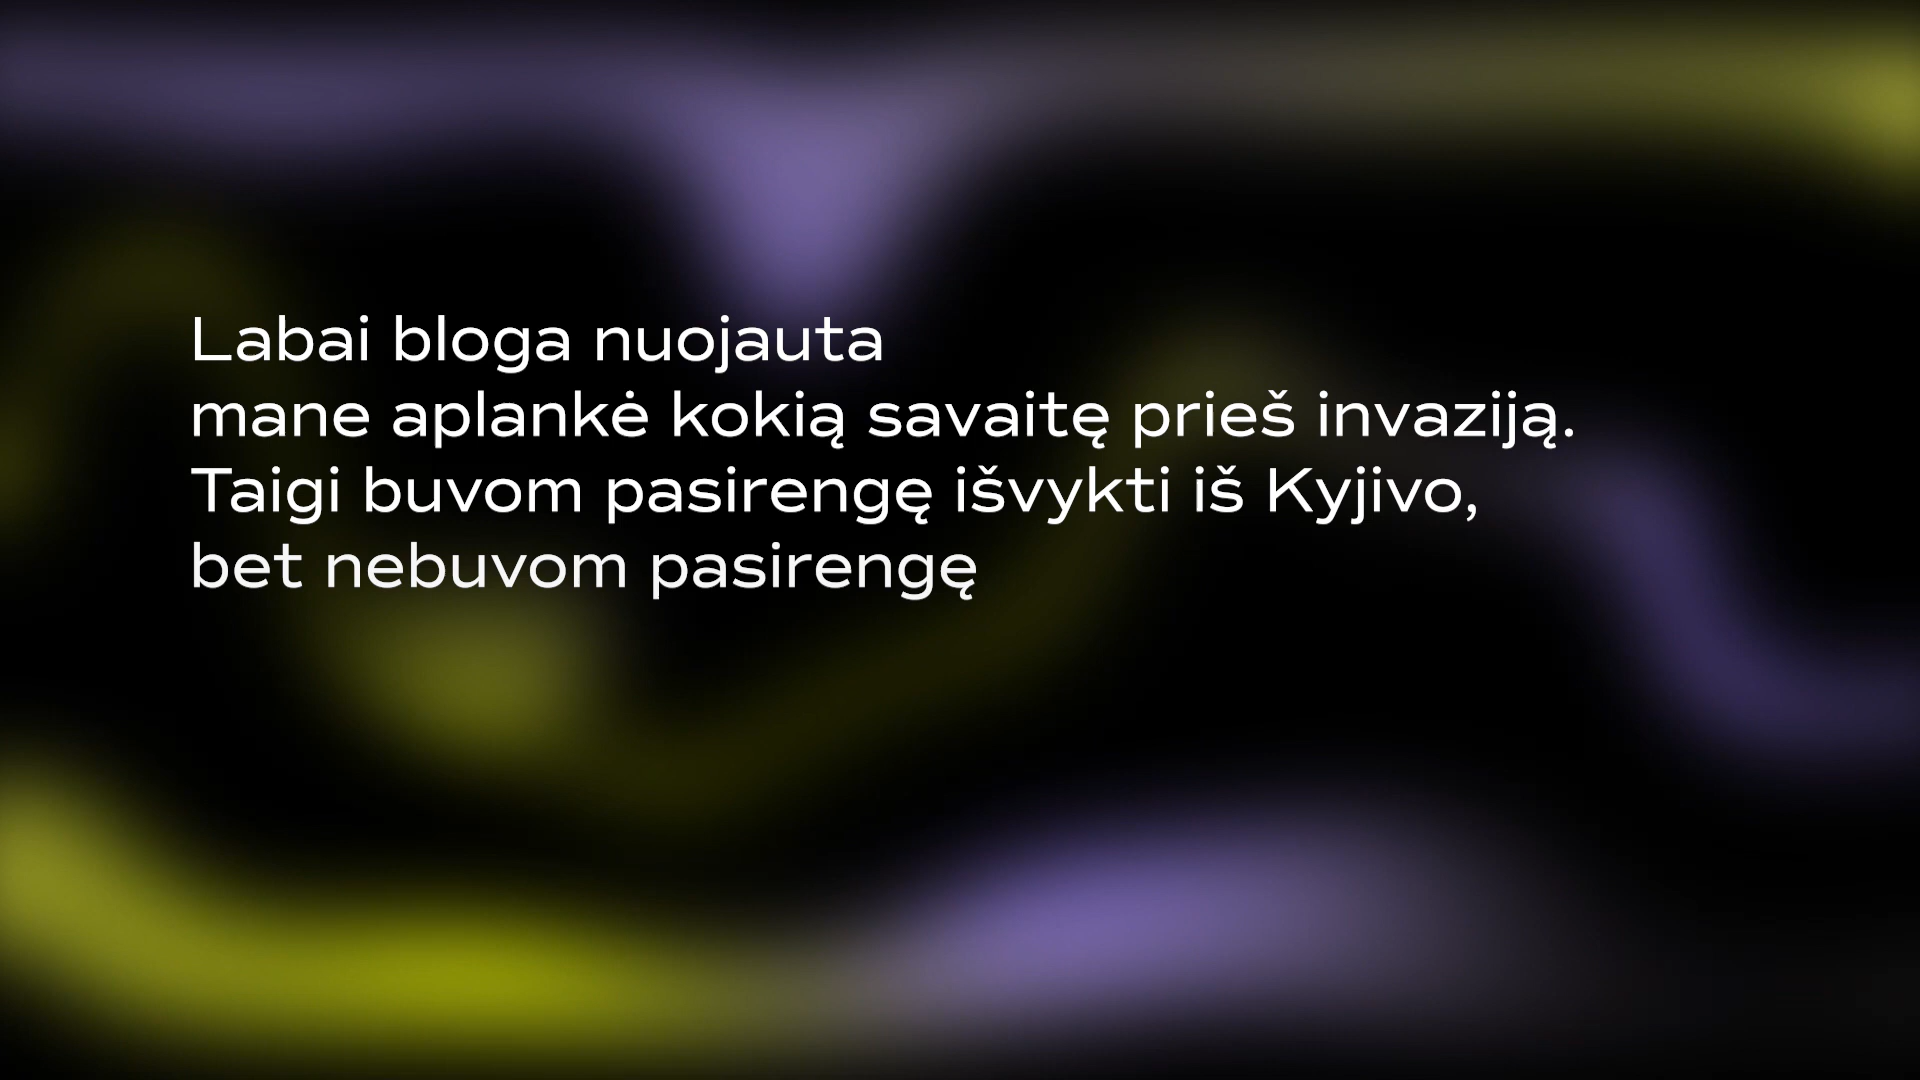 Labai bloga nuojauta
mane aplankė kokią savaitę prieš invaziją.
Taigi buvom pasirengę išvykti iš Kyjivo,
bet nebuvom pasirengę